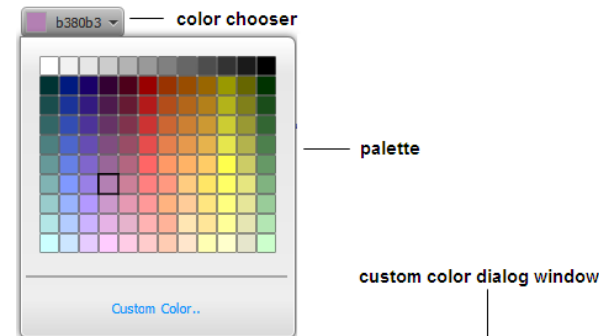 b380b3
color chooser
palette
custom color dialog window
Custom Color..